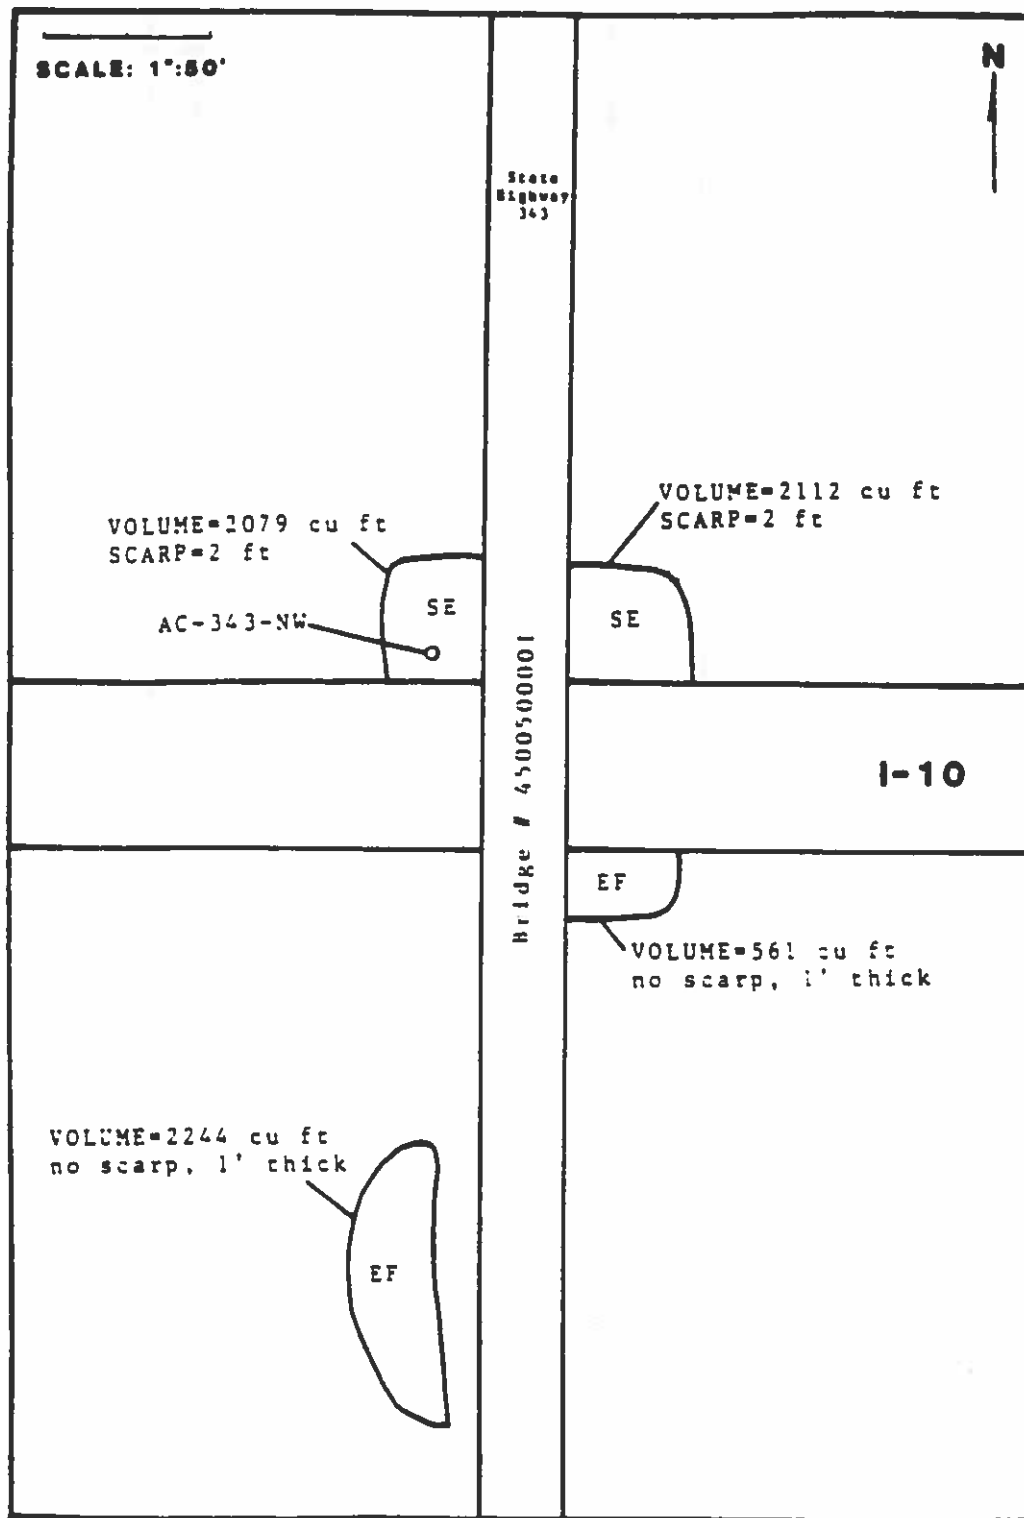 SCALE: 1":50'
N
State
Highway
343
VOLUME=2079 cu ft
SCARP=2 ft
VOLUME=2112 cu ft
SCARP=2 ft
SE
SE
AC-343-NW
Bridge # 4500500001
I-10
EF
VOLUME=561 cu ft
no scarp, 1' thick
VOLUME=2244 cu ft
no scarp, 1' thick
EF